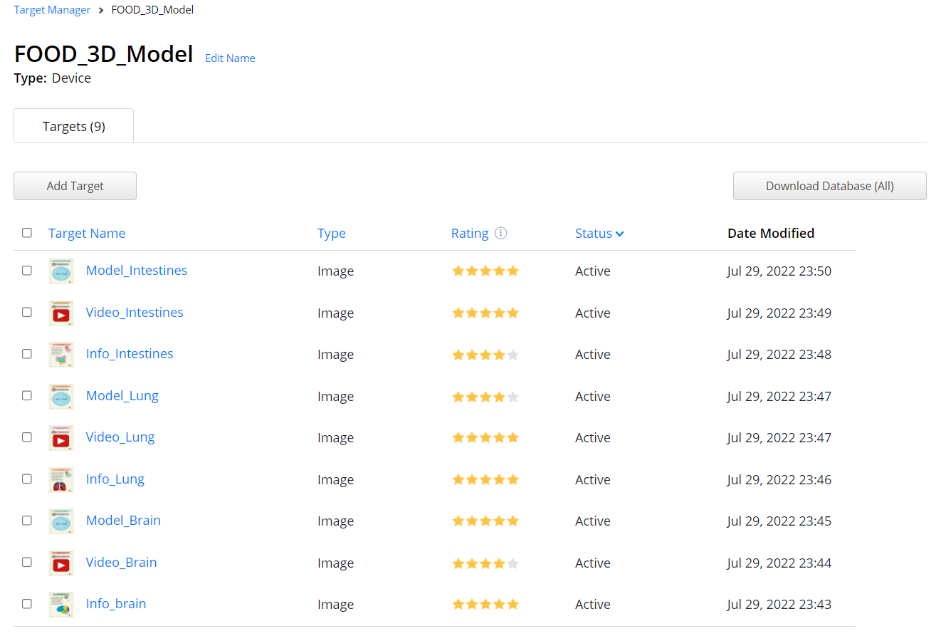 Target Manager > FOOD_3D_Model
FOOD_3D_Model Edit Name
Type: Device
Targets (9)
Add Target Download Database (All)
Target Name Type Rating Status Date Modified
Model_Intestines Image Active Jul 29, 2022 23:50
Video_Intestines Image Active Jul 29, 2022 23:49
Info_Intestines Image Active Jul 29, 2022 23:48
Model_Lung Image Active Jul 29, 2022 23:47
Video_Lung Image Active Jul 29, 2022 23:47
Info_Lung Image Active Jul 29, 2022 23:46
Model_Brain Image Active Jul 29, 2022 23:45
Video_Brain Image Active Jul 29, 2022 23:44
Info_brain Image Active Jul 29, 2022 23:43